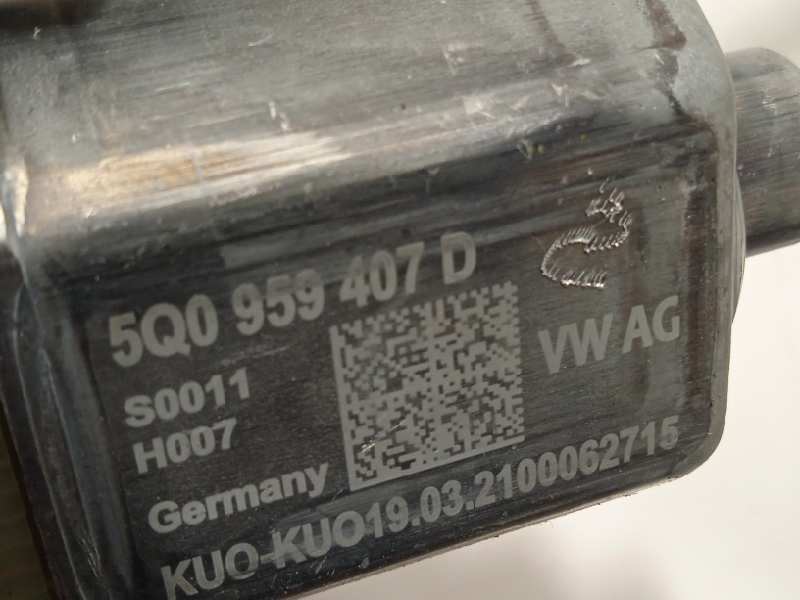 5Q0 959 407 D
VW AG
S0011
H007
Germany
KUO-KUO19.03.2100062715